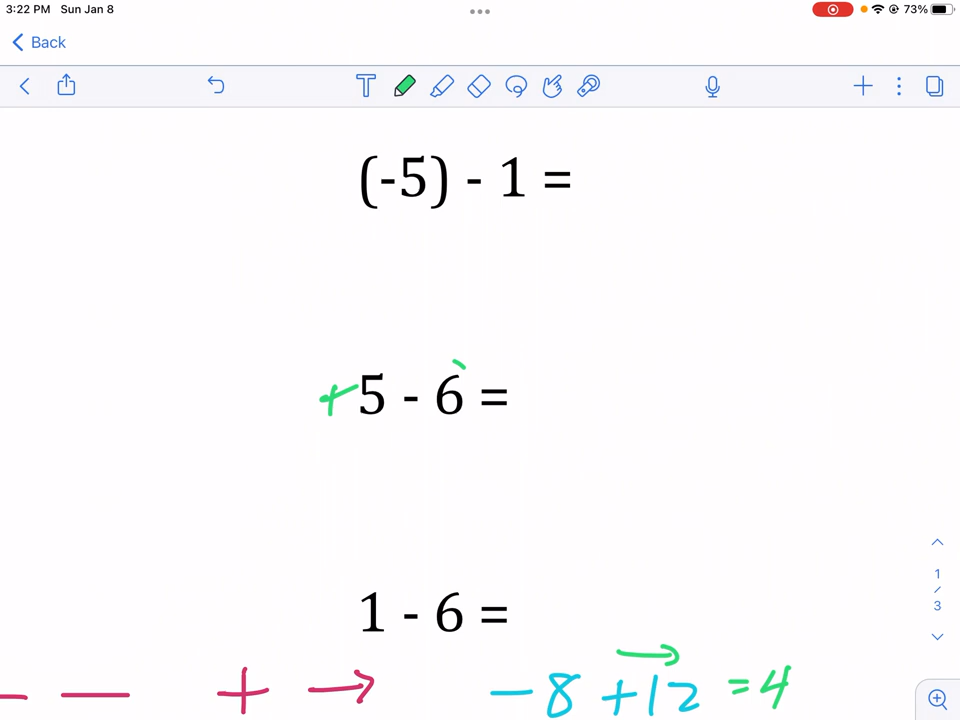 3:22 PM Sun Jan 8
73%
Back
T
(-5) - 1 =
+5 - 6 =
1
/
3
1 - 6 =
− — + → −8 +12 = 4